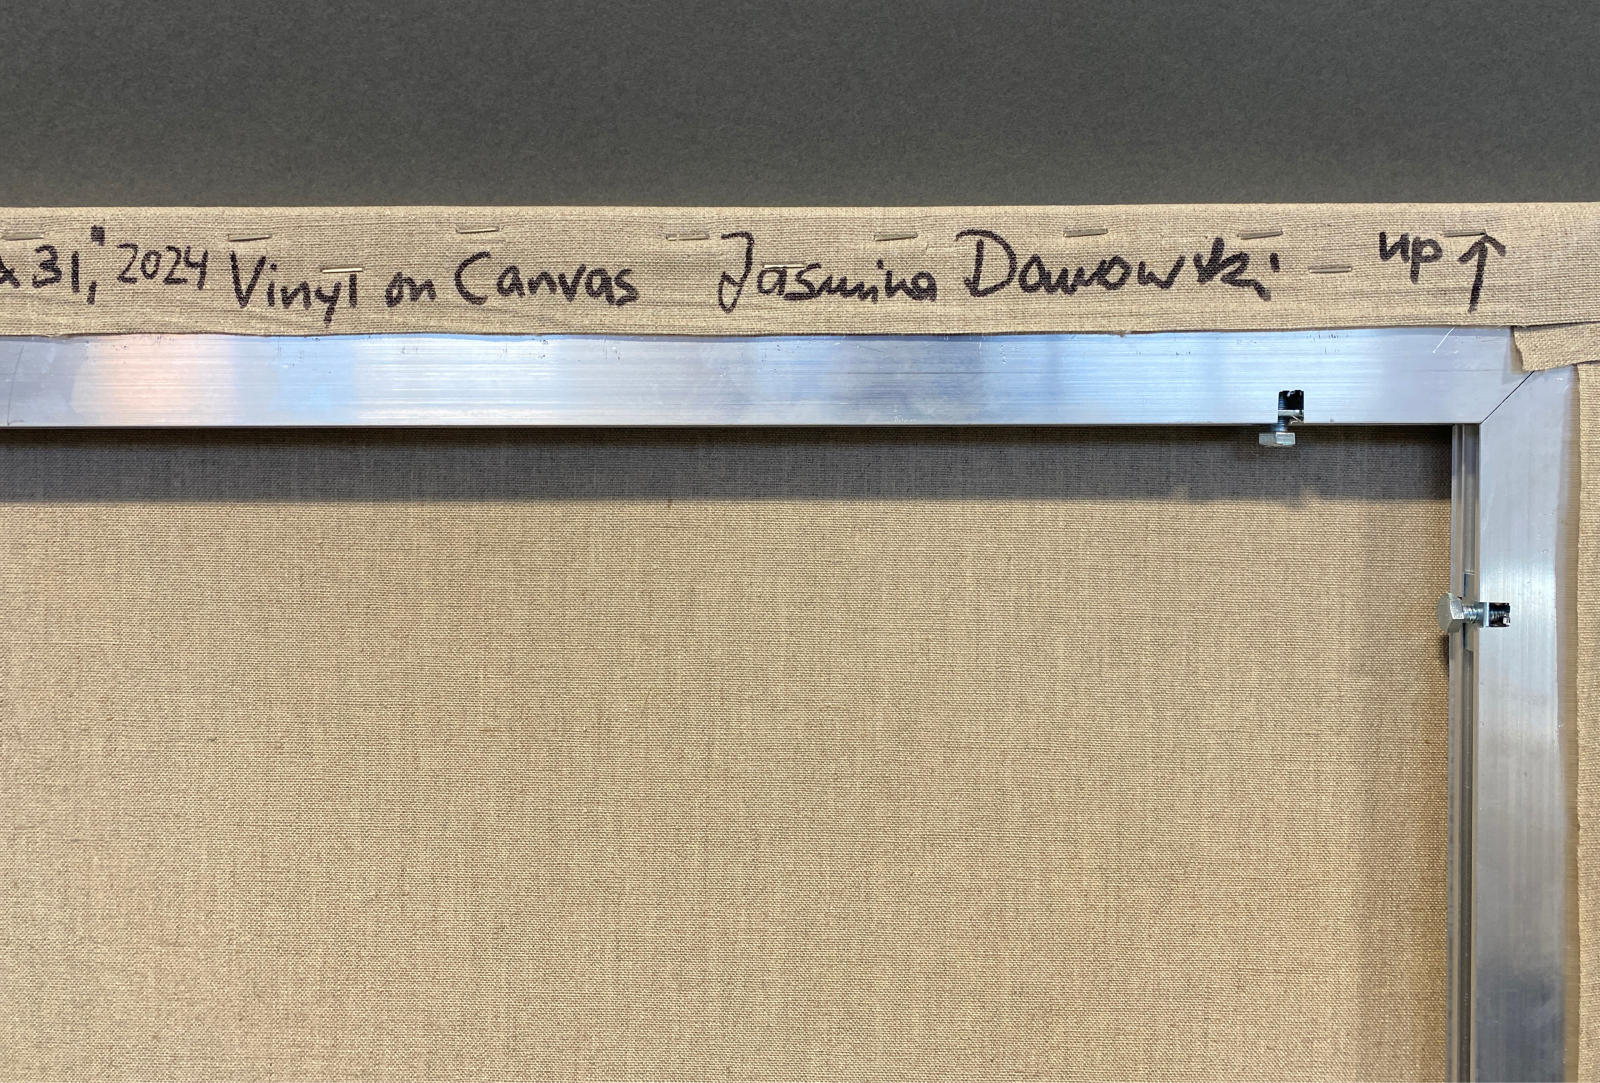 a 31," 2024 Vinyl on Canvas Jasmina Danowski up ↑